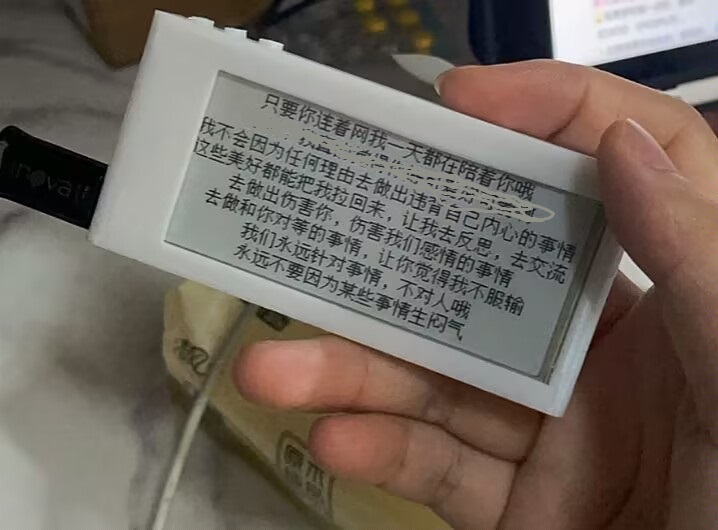 只要你连着网我一天都在陪着你哦
我不会因为任何理由去做出违背自己内心的事情
这些美好都能把我拉回来，让我去反思，去交流
去做出伤害你，伤害我们感情的事情
去做和你对等的事情，让你觉得我不服输
我们永远针对事情，不对人哦
永远不要因为某些事情生闷气